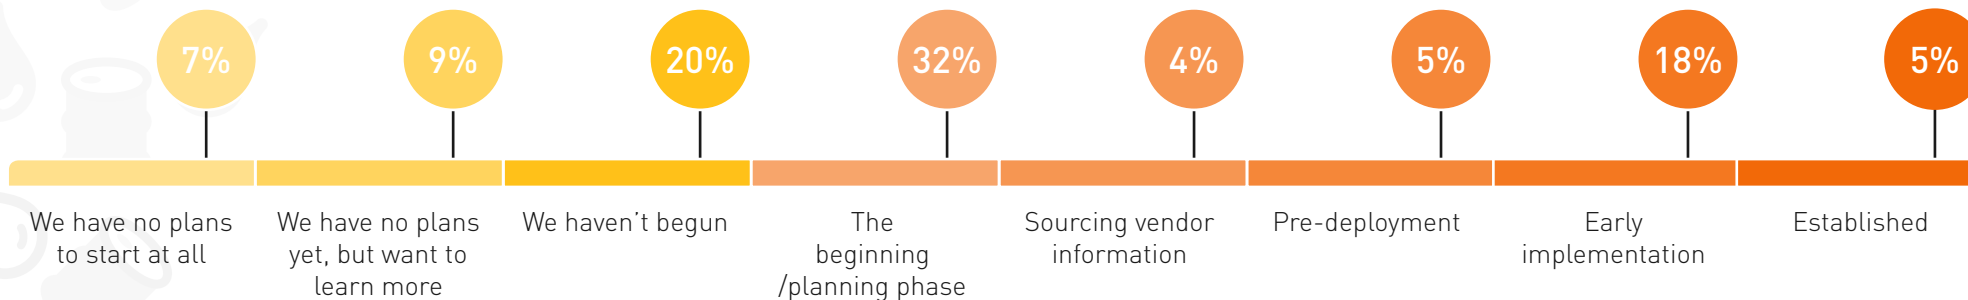 7%
9%
20%
32%
4%
5%
18%
5%
We have no plans
to start at all
We have no plans
yet, but want to
learn more
We haven't begun
The
beginning
/planning phase
Sourcing vendor
information
Pre-deployment
Early
implementation
Established